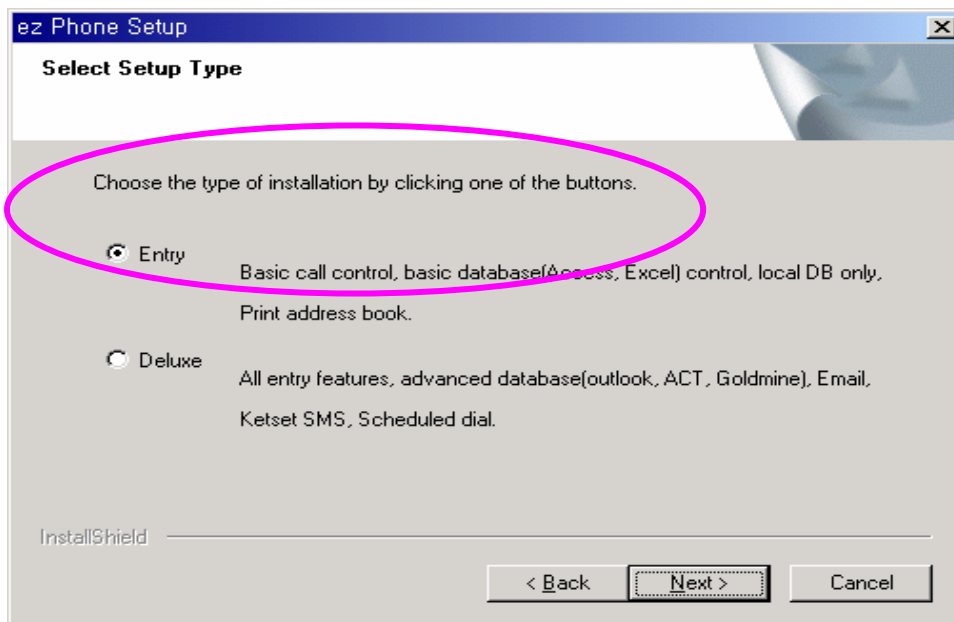 ez Phone Setup
Select Setup Type
Choose the type of installation by clicking one of the buttons.
Entry
Basic call control, basic database(Access, Excel) control, local DB only,
Print address book.
Deluxe
All entry features, advanced database(outlook, ACT, Goldmine), Email,
Ketset SMS, Scheduled dial.
InstallShield
< Back
Next >
Cancel